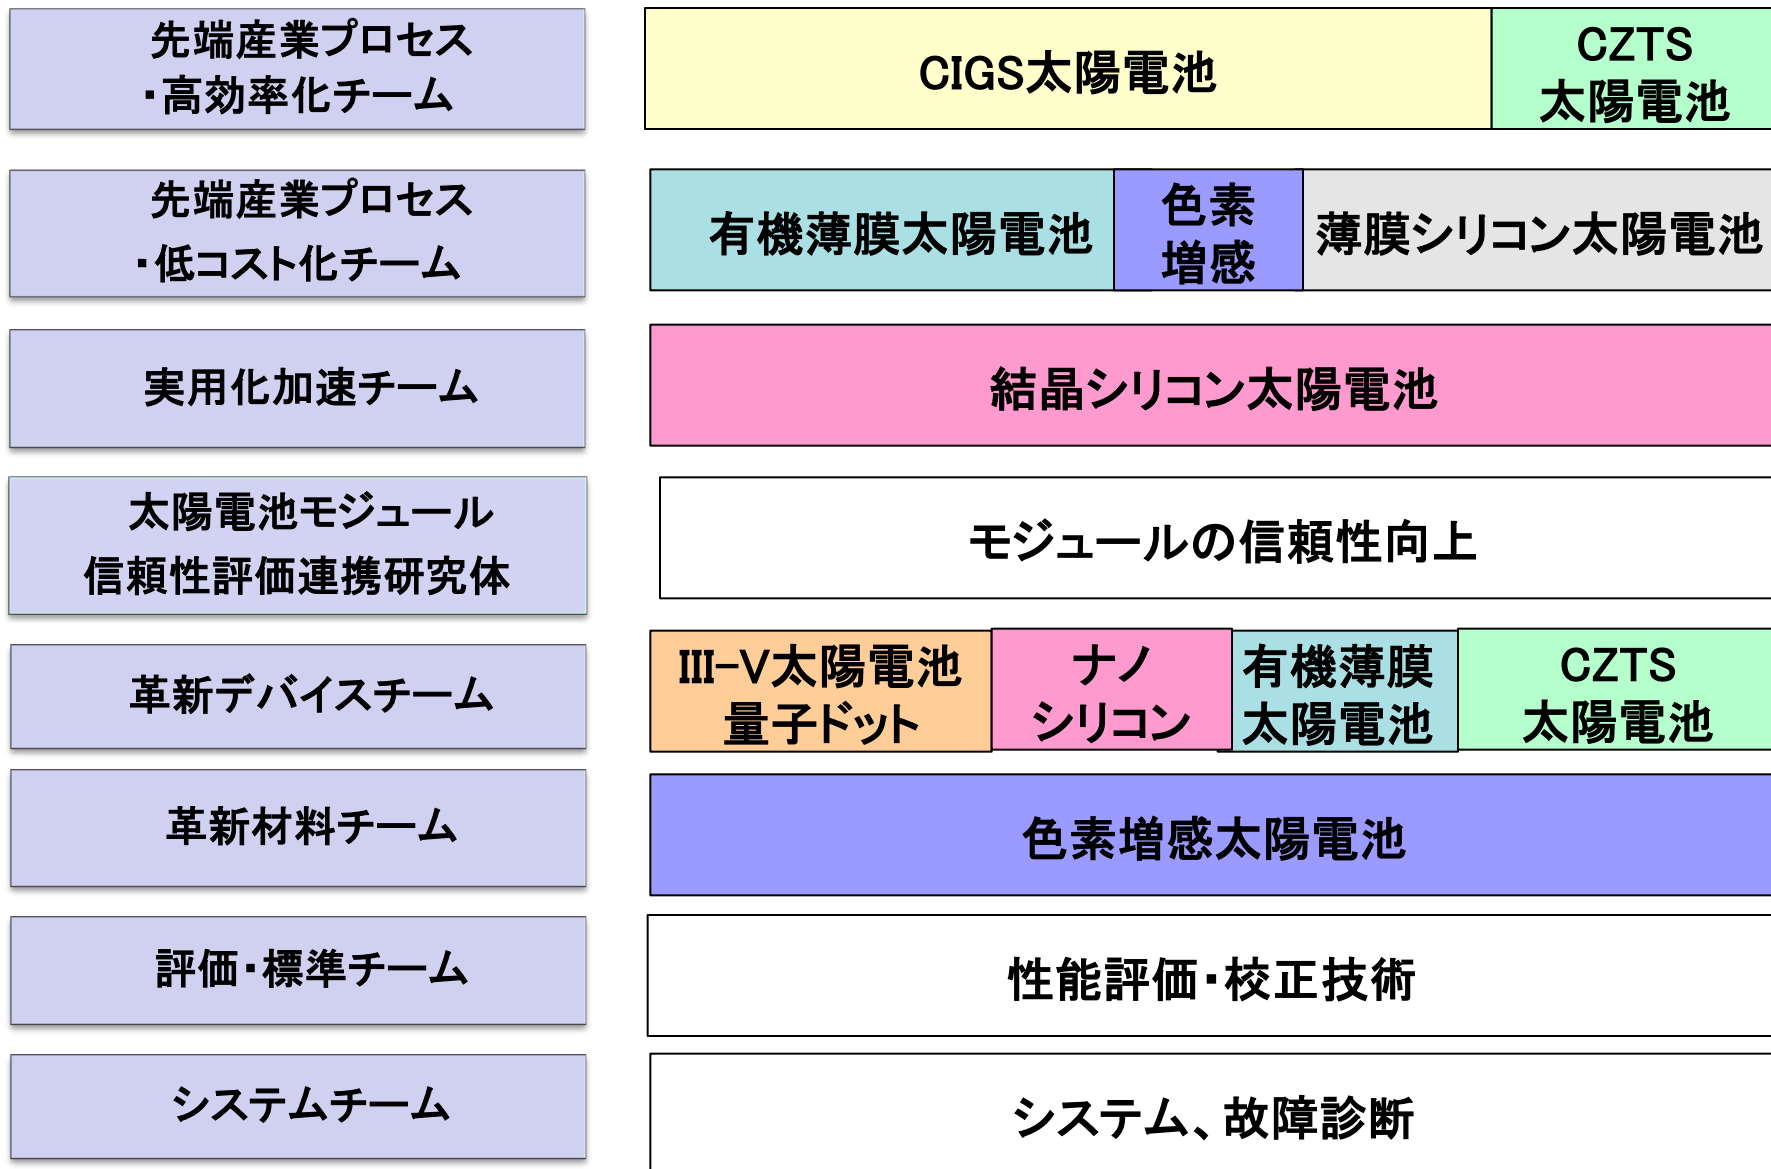 先端産業プロセス
・高効率化チーム
CIGS太陽電池
CZTS
太陽電池
先端産業プロセス
・低コスト化チーム
有機薄膜太陽電池
色素
増感
薄膜シリコン太陽電池
実用化加速チーム
結晶シリコン太陽電池
太陽電池モジュール
信頼性評価連携研究体
モジュールの信頼性向上
革新デバイスチーム
III-V太陽電池
量子ドット
ナノ
シリコン
有機薄膜
太陽電池
CZTS
太陽電池
革新材料チーム
色素増感太陽電池
評価・標準チーム
性能評価・校正技術
システムチーム
システム、故障診断